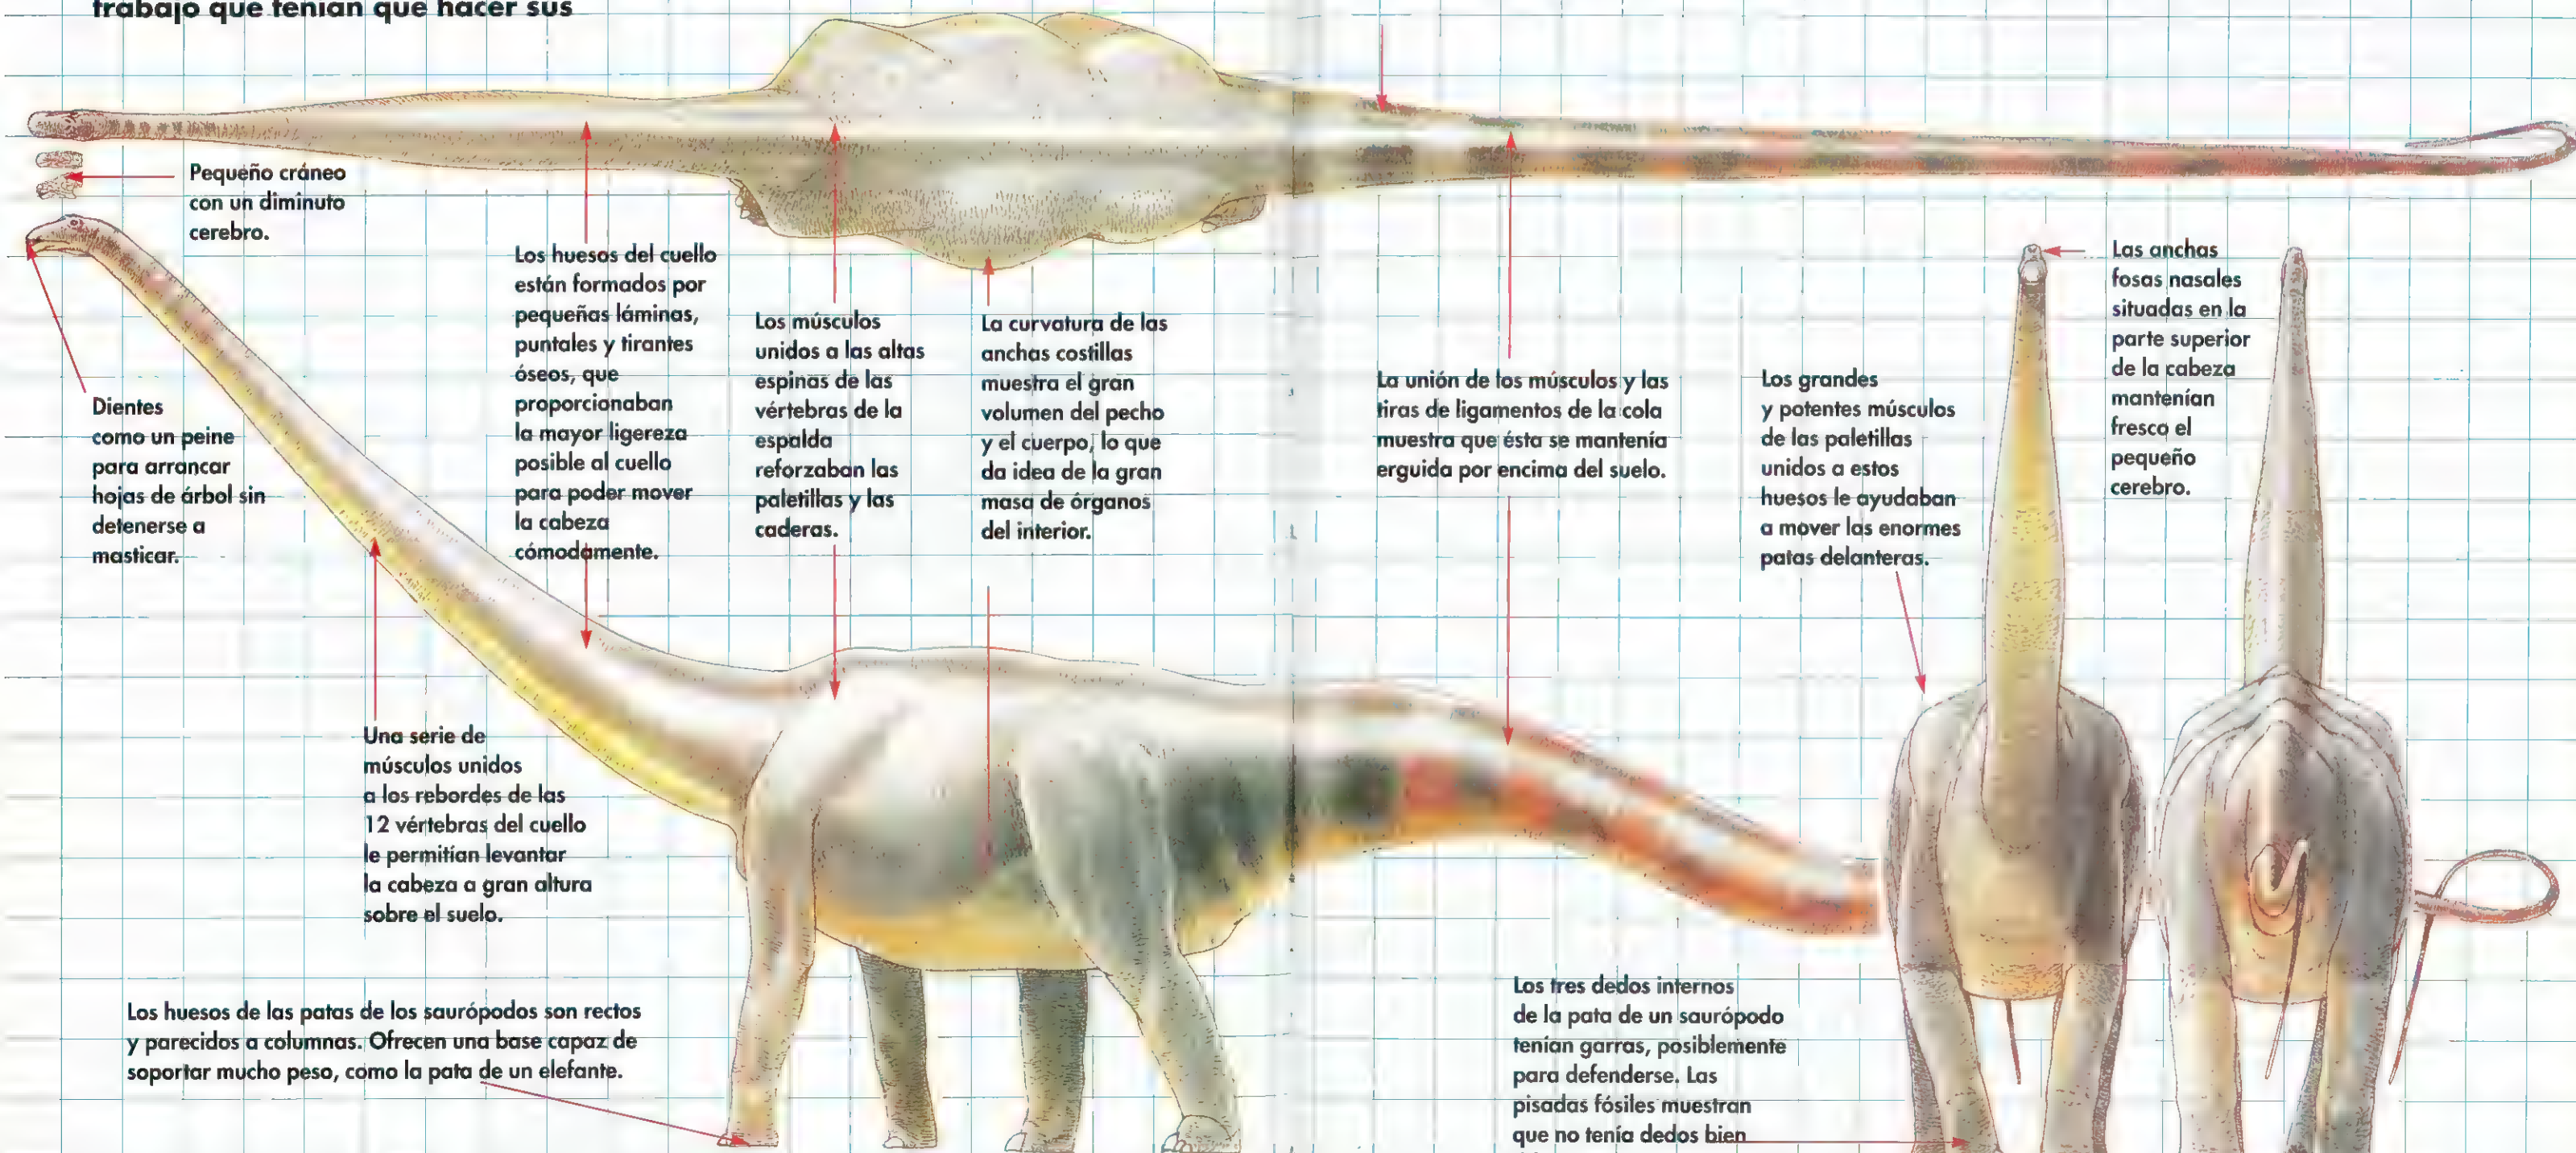 trabajo que tenían que hacer sus
Pequeño cráneo
con un diminuto
cerebro.
Dientes
como un peine
para arrancar
hojas de árbol sin
detenerse a
masticar.
Los huesos del cuello
están formados por
pequeñas láminas,
puntales y tirantes
óseos, que
proporcionaban
la mayor ligereza
posible al cuello
para poder mover
la cabeza
cómodamente.
Los músculos
unidos a las altas
espinas de las
vértebras de la
espalda
reforzaban las
paletillas y las
caderas.
La curvatura de las
anchas costillas
muestra el gran
volumen del pecho
y el cuerpo, lo que
da idea de la gran
masa de órganos
del interior.
La unión de los músculos y las
tiras de ligamentos de la cola
muestra que ésta se mantenía
erguida por encima del suelo.
Los grandes
y potentes músculos
de las paletillas
unidos a estos
huesos le ayudaban
a mover las enormes
patas delanteras.
Las anchas
fosas nasales
situadas en la
parte superior
de la cabeza
mantenían
fresco el
pequeño
cerebro.
Una serie de
músculos unidos
a los rebordes de las
12 vértebras del cuello
le permitían levantar
la cabeza a gran altura
sobre el suelo.
Los huesos de las patas de los saurópodos son rectos
y parecidos a columnas. Ofrecen una base capaz de
soportar mucho peso, como la pata de un elefante.
Los tres dedos internos
de la pata de un saurópodo
tenían garras, posiblemente
para defenderse. Las
pisadas fósiles muestran
que no tenía dedos bien